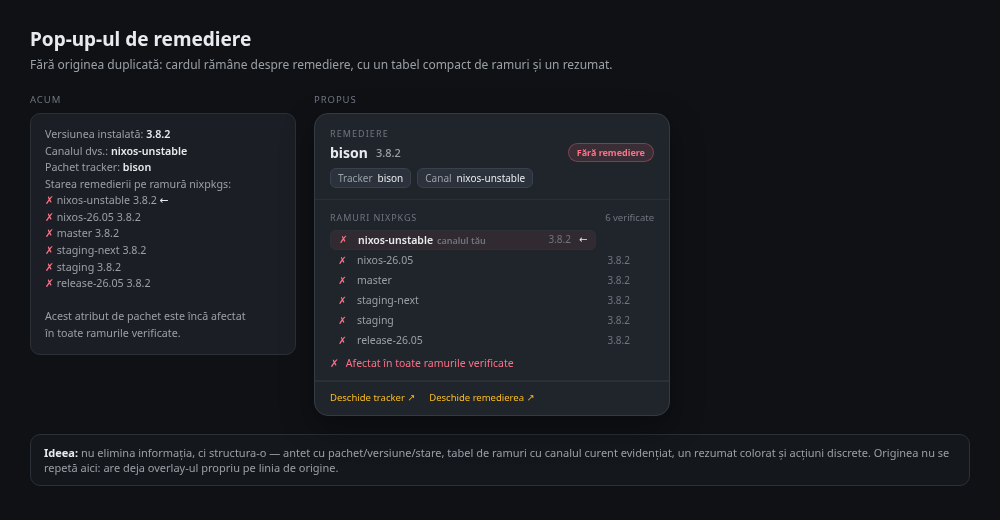 Pop-up-ul de remediere
Fără originea duplicată: cardul rămâne despre remediere, cu un tabel compact de ramuri și un rezumat.
ACUM
Versiunea instalată: 3.8.2
Canalul dvs.: nixos-unstable
Pachet tracker: bison
Starea remedierii pe ramură nixpkgs:
✗ nixos-unstable 3.8.2 ←
✗ nixos-26.05 3.8.2
✗ master 3.8.2
✗ staging-next 3.8.2
✗ staging 3.8.2
✗ release-26.05 3.8.2
Acest atribut de pachet este încă afectat
în toate ramurile verificate.
PROPUS
REMEDIERE
bison 3.8.2 Fără remediere
Tracker bison Canal nixos-unstable
RAMURI NIXPKGS 6 verificate
✗ nixos-unstable canalul tău 3.8.2 ←
✗ nixos-26.05 3.8.2
✗ master 3.8.2
✗ staging-next 3.8.2
✗ staging 3.8.2
✗ release-26.05 3.8.2
✗ Afectat în toate ramurile verificate
Deschide tracker ↗ Deschide remedierea ↗
Ideea: nu elimina informația, ci structura-o — antet cu pachet/versiune/stare, tabel de ramuri cu canalul curent evidențiat, un rezumat colorat și acțiuni discrete. Originea nu se
repetă aici: are deja overlay-ul propriu pe linia de origine.